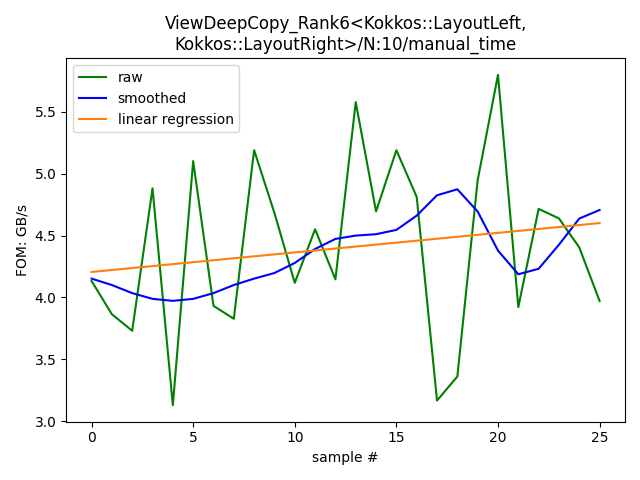 ViewDeepCopy_Rank6<Kokkos::LayoutLeft,
Kokkos::LayoutRight>/N:10/manual_time
raw
smoothed
linear regression
FOM: GB/s
5.5
5.0
4.5
4.0
3.5
3.0
0 5 10 15 20 25
sample #